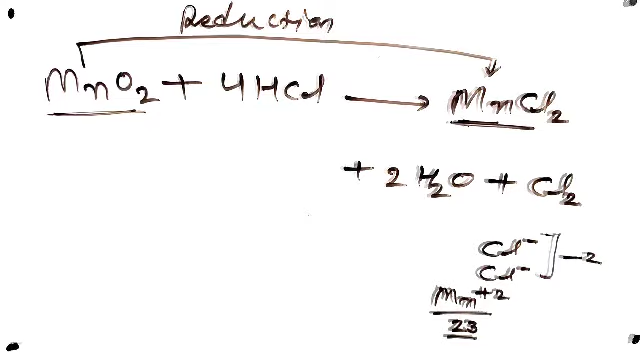 Reduction
MnO2 + 4HCl → MnCl2
+ 2H2O + Cl2
Cl-
Cl- ] -2
Mn+2
23